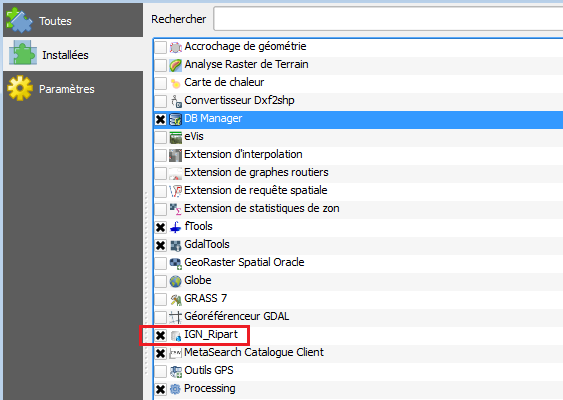 Toutes
Installées
Paramètres
Rechercher
Accrochage de géométrie
Analyse Raster de Terrain
Carte de chaleur
Convertisseur Dxf2shp
DB Manager
eVis
Extension d'interpolation
Extension de graphes routiers
Extension de requête spatiale
Extension de statistiques de zon
fTools
GdalTools
GeoRaster Spatial Oracle
Globe
GRASS 7
Géoréférenceur GDAL
IGN_Ripart
MetaSearch Catalogue Client
Outils GPS
Processing